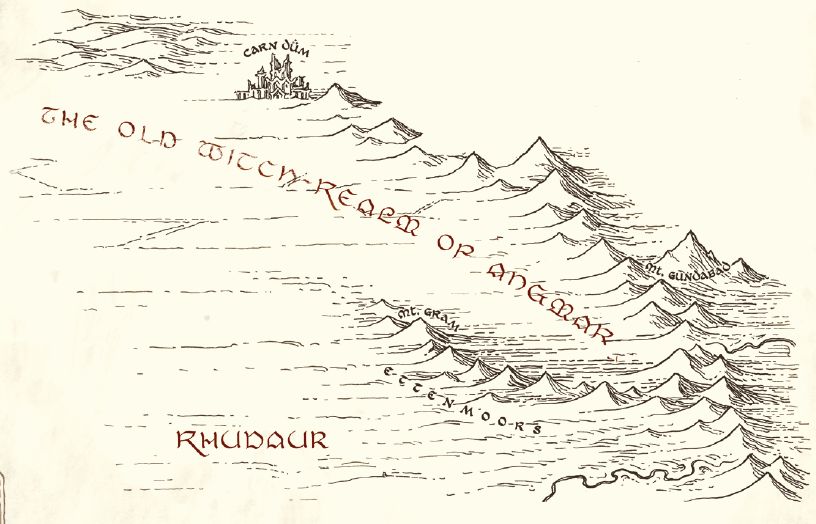 CARN DÛM
THE OLD WITCH-REALM OF ANGMAR
Mt. GUNDABAD
Mt. GRAM
ETTENMOORS
RHUDAUR